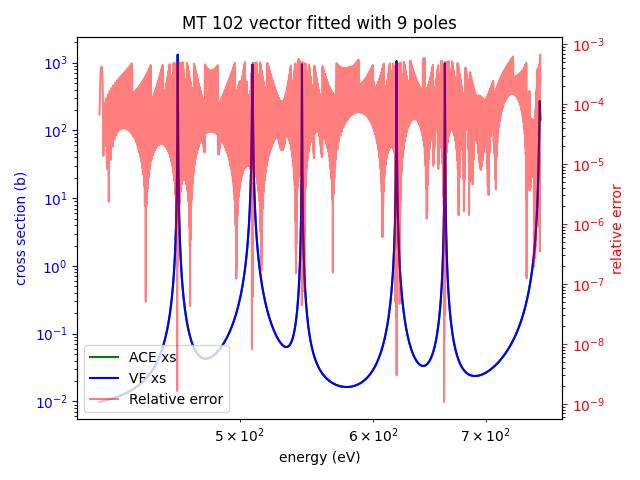 MT 102 vector fitted with 9 poles
10³
10²
10¹
10⁰
10⁻¹
10⁻²
cross section (b)
10⁻³
10⁻⁴
10⁻⁵
10⁻⁶
10⁻⁷
10⁻⁸
10⁻⁹
relative error
ACE xs
VF xs
Relative error
5 × 10²
6 × 10²
7 × 10²
energy (eV)